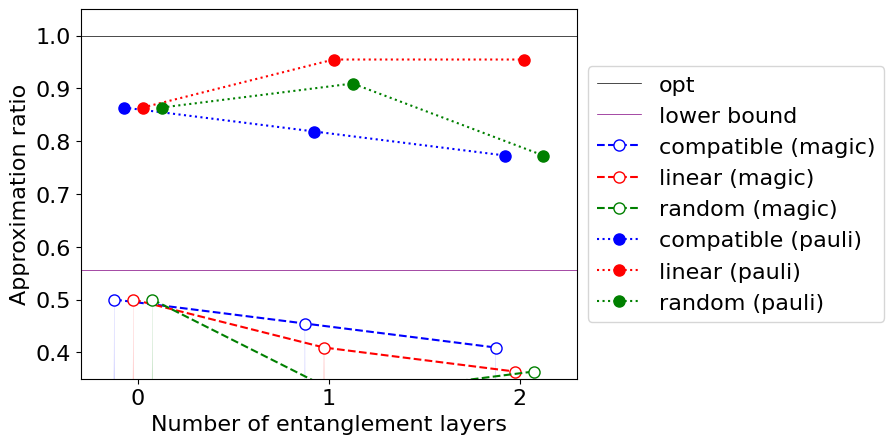 1.0
0.9
0.8
0.7
0.6
0.5
0.4
Approximation ratio
0
1
2
Number of entanglement layers
opt
lower bound
compatible (magic)
linear (magic)
random (magic)
compatible (pauli)
linear (pauli)
random (pauli)